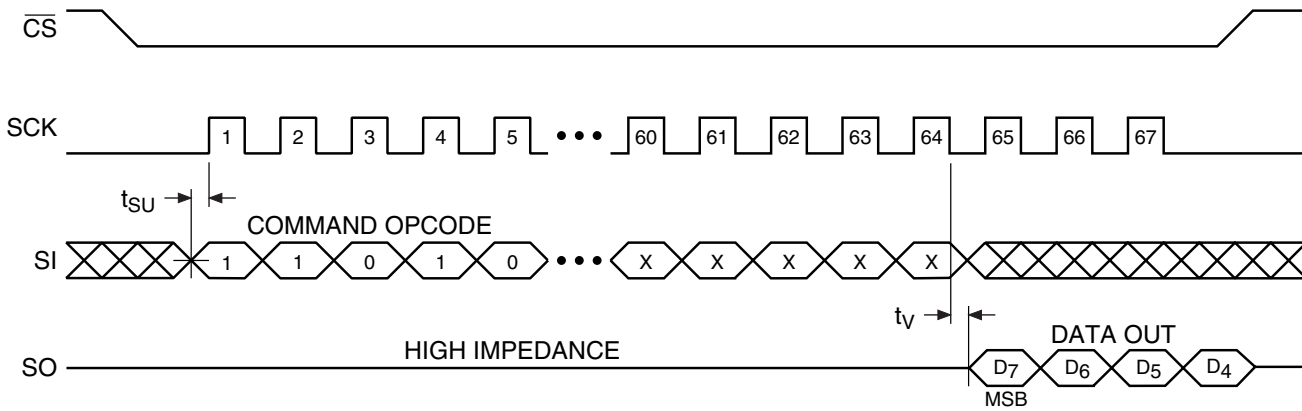 CS
SCK 1 2 3 4 5 • • • 60 61 62 63 64 65 66 67
tSU
COMMAND OPCODE
SI 1 1 0 1 0 • • • X X X X X
tV
HIGH IMPEDANCE DATA OUT
SO D7 D6 D5 D4
MSB